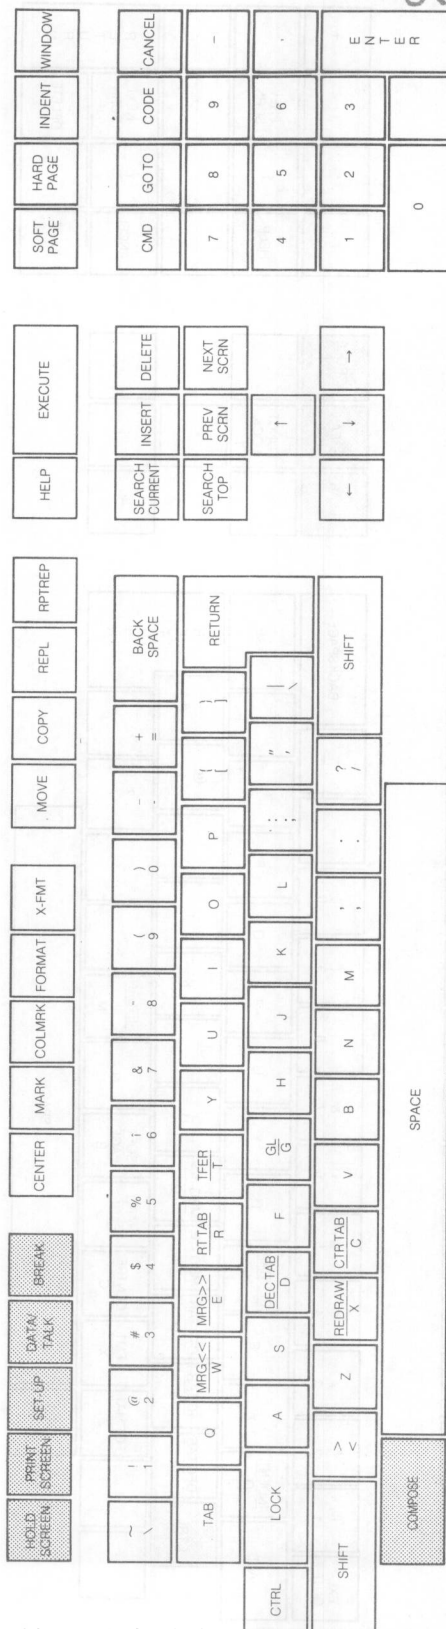 HOLD SCREEN PRINT SCREEN SET-UP DATA/ TALK BREAK CENTER MARK COLMRK FORMAT X-FMT MOVE COPY REPL RPTREP HELP EXECUTE SOFT PAGE HARD PAGE INDENT WINDOW
~ ! @ # $ % & ( ) - +
\ 1 2 3 4 5 6 7 8 9 0 - = BACK SPACE SEARCH CURRENT INSERT DELETE CMD GOTO CODE CANCEL
TAB Q MRG<< W MRG>> E RTTAB R TFER T Y U I O P { [ } ] RETURN SEARCH TOP PREV SCRN NEXT SCRN 7 8 9 -
CTRL LOCK A S DECTAB D F GL G H J K L : ; " ' | \ ↑ 4 5 6 .
SHIFT > < Z REDRAW X CTRTAB C V B N M , . ? / SHIFT ← ↓ → 1 2 3 ENTER
COMPOSE SPACE 0